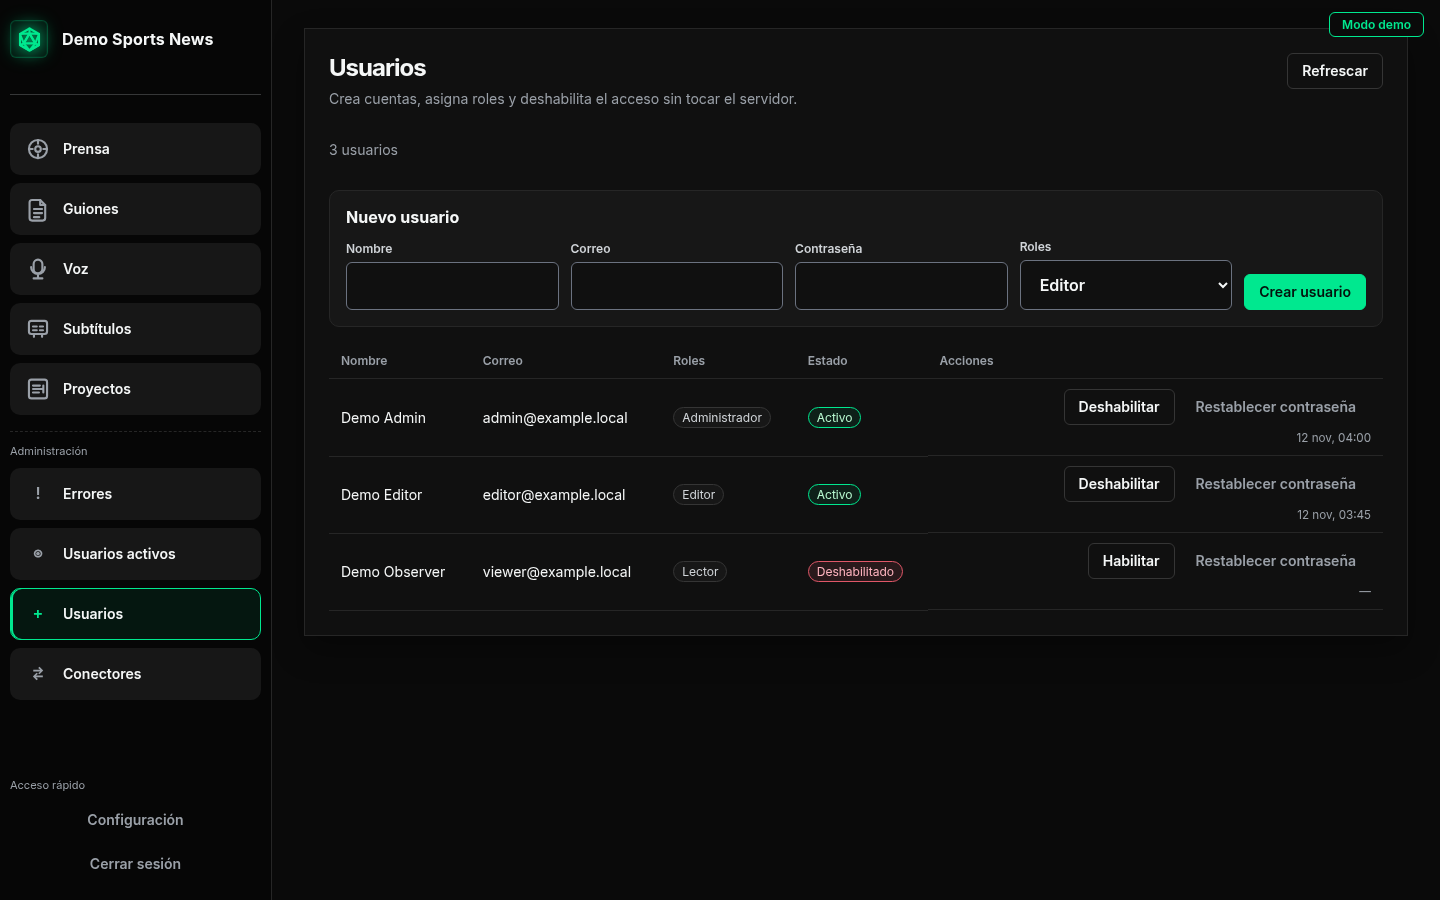 Demo Sports News
Modo demo
Prensa
Guiones
Voz
Subtítulos
Proyectos
Administración
! Errores
Usuarios activos
+ Usuarios
Conectores
Acceso rápido
Configuración
Cerrar sesión
Usuarios
Refrescar
Crea cuentas, asigna roles y deshabilita el acceso sin tocar el servidor.
3 usuarios
Nuevo usuario
Nombre Correo Contraseña Roles
Editor Crear usuario
Nombre Correo Roles Estado Acciones
Demo Admin admin@example.local Administrador Activo Deshabilitar Restablecer contraseña
12 nov, 04:00
Demo Editor editor@example.local Editor Activo Deshabilitar Restablecer contraseña
12 nov, 03:45
Demo Observer viewer@example.local Lector Deshabilitado Habilitar Restablecer contraseña
—